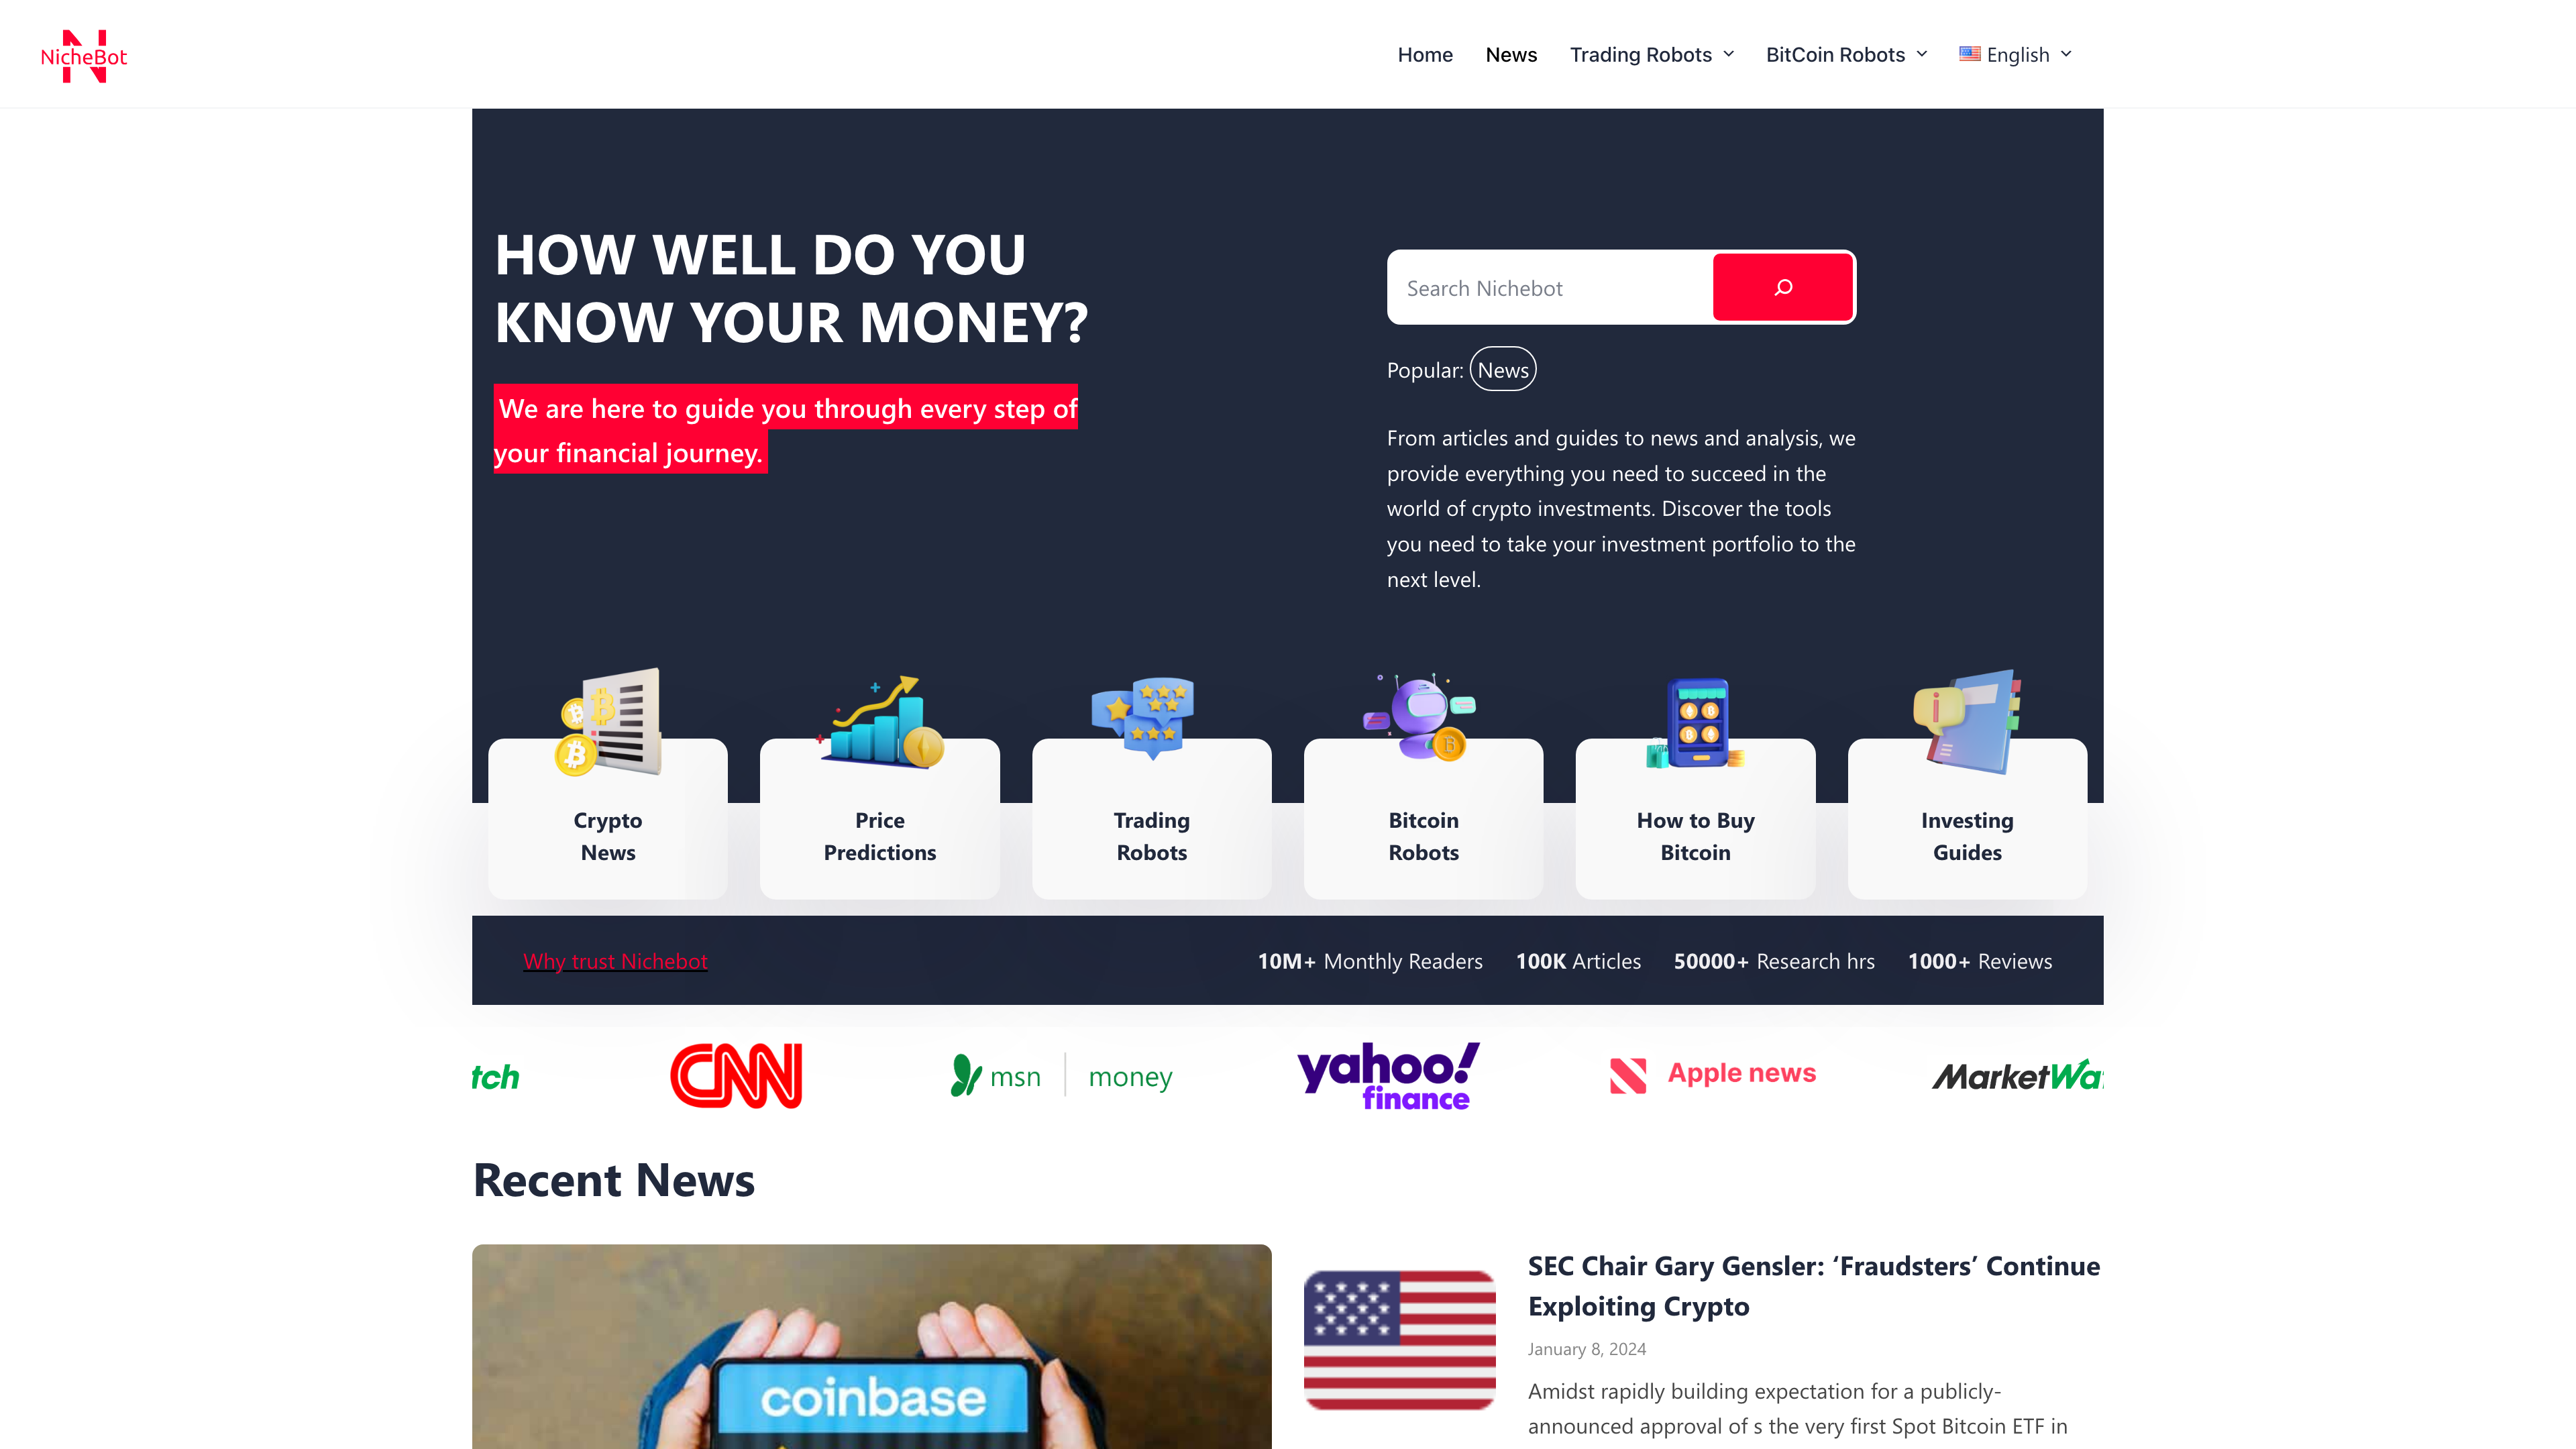 NicheBot
Home
News
Trading Robots
BitCoin Robots
English
HOW WELL DO YOU
KNOW YOUR MONEY?
We are here to guide you through every step of
your financial journey.
Search Nichebot
Popular: News
From articles and guides to news and analysis, we
provide everything you need to succeed in the
world of crypto investments. Discover the tools
you need to take your investment portfolio to the
next level.
Crypto
News
Price
Predictions
Trading
Robots
Bitcoin
Robots
How to Buy
Bitcoin
Investing
Guides
Why trust Nichebot
10M+ Monthly Readers
100K Articles
50000+ Research hrs
1000+ Reviews
tch
CNN
msn | money
yahoo!
finance
Apple news
MarketWa
Recent News
coinbase
SEC Chair Gary Gensler: ‘Fraudsters’ Continue
Exploiting Crypto
January 8, 2024
Amidst rapidly building expectation for a publicly-
announced approval of s the very first Spot Bitcoin ETF in